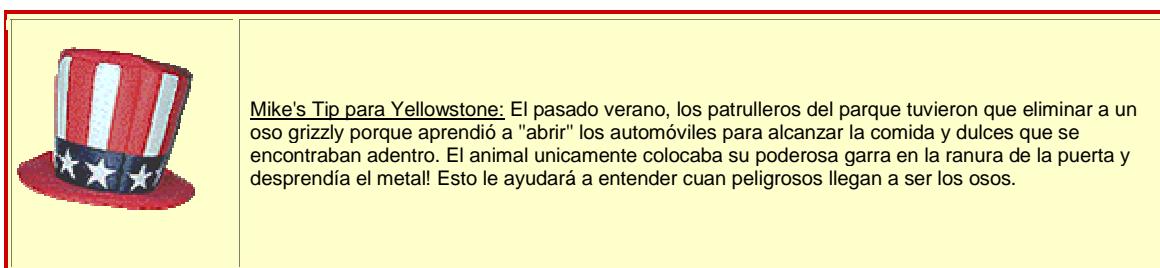 Mike's Tip para Yellowstone: El pasado verano, los patrulleros del parque tuvieron que eliminar a un
oso grizzly porque aprendió a "abrir" los automóviles para alcanzar la comida y dulces que se
encontraban adentro. El animal unicamente colocaba su poderosa garra en la ranura de la puerta y
desprendía el metal! Esto le ayudará a entender cuan peligrosos llegan a ser los osos.